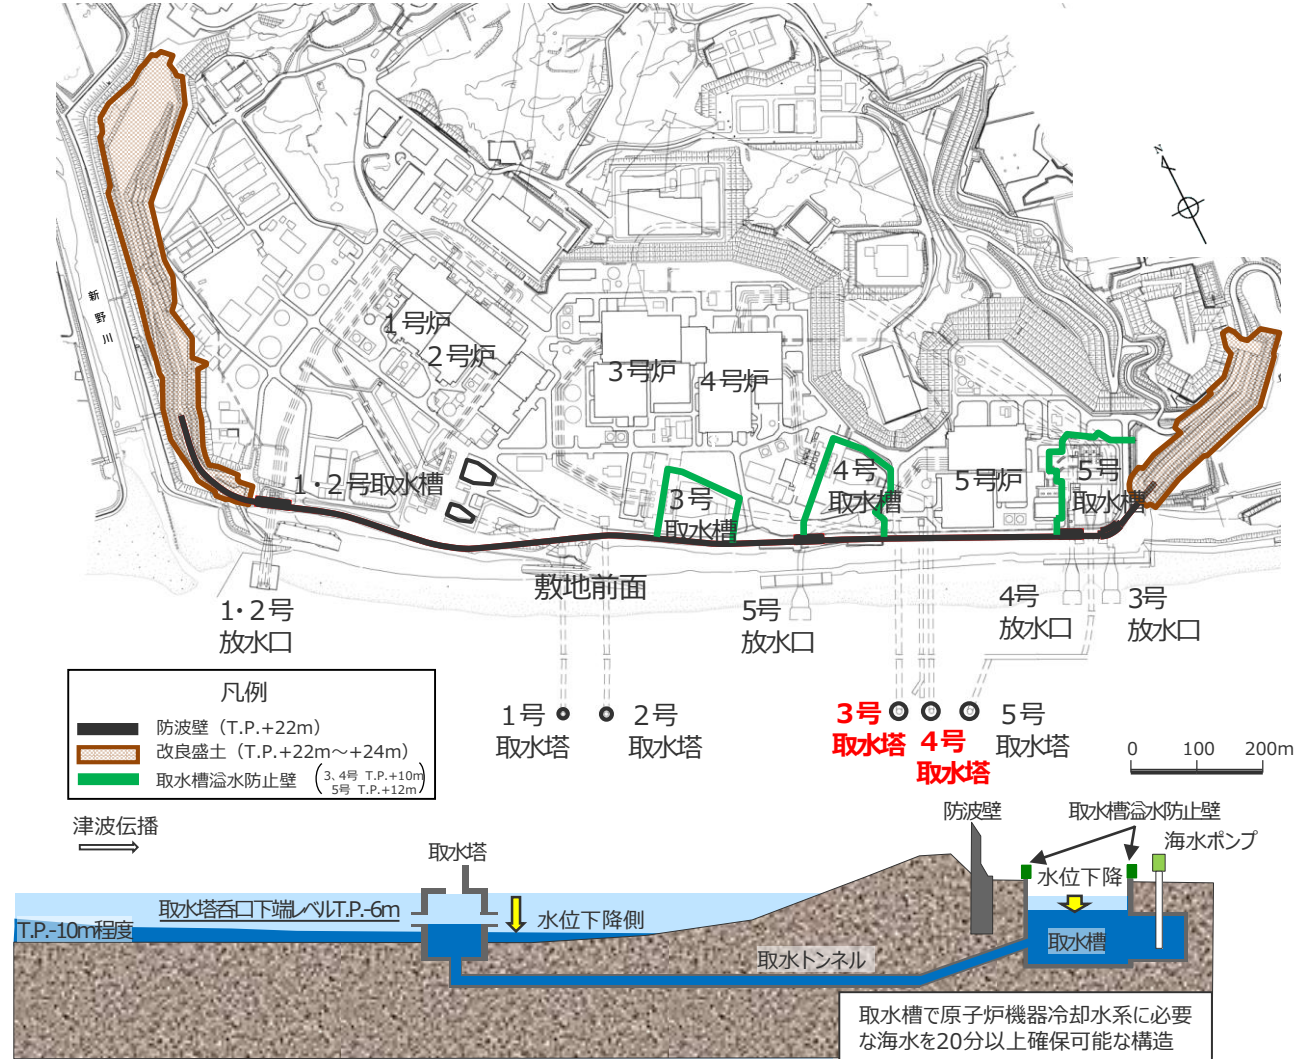 N
新野川
1号炉
2号炉
3号炉
4号炉
5号炉
1・2号取水槽
3号
取水槽
4号
取水槽
5号
取水槽
敷地前面
1・2号
放水口
5号
放水口
4号
放水口
3号
放水口
1号
取水塔
2号
取水塔
3号
取水塔
4号
取水塔
5号
取水塔
凡例
防波壁（T.P.+22m）
改良盛土（T.P.+22m～+24m）
取水槽溢水防止壁
3、4号 T.P.+10m
5号 T.P.+12m
0 100 200m
津波伝播
取水塔
防波壁
取水槽溢水防止壁
海水ポンプ
水位下降
取水塔呑口下端レベルT.P.-6m
水位下降側
T.P.-10m程度
取水槽
取水トンネル
取水槽で原子炉機器冷却水系に必要
な海水を20分以上確保可能な構造